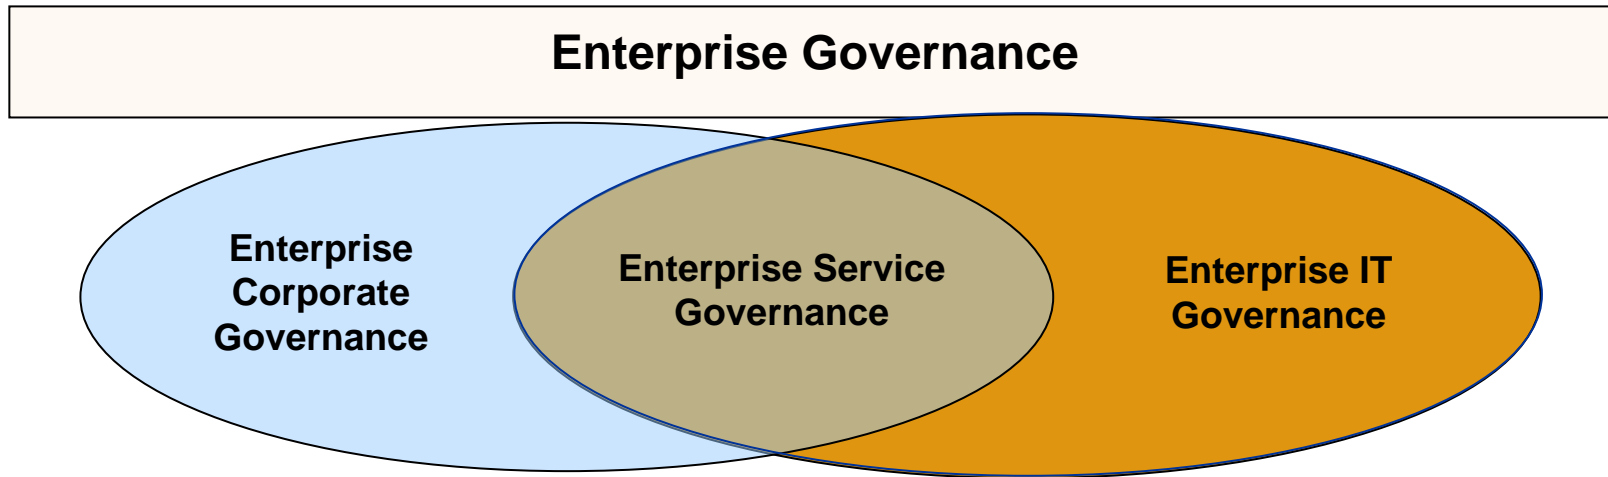 Enterprise Governance
Enterprise
Corporate
Governance
Enterprise Service
Governance
Enterprise IT
Governance